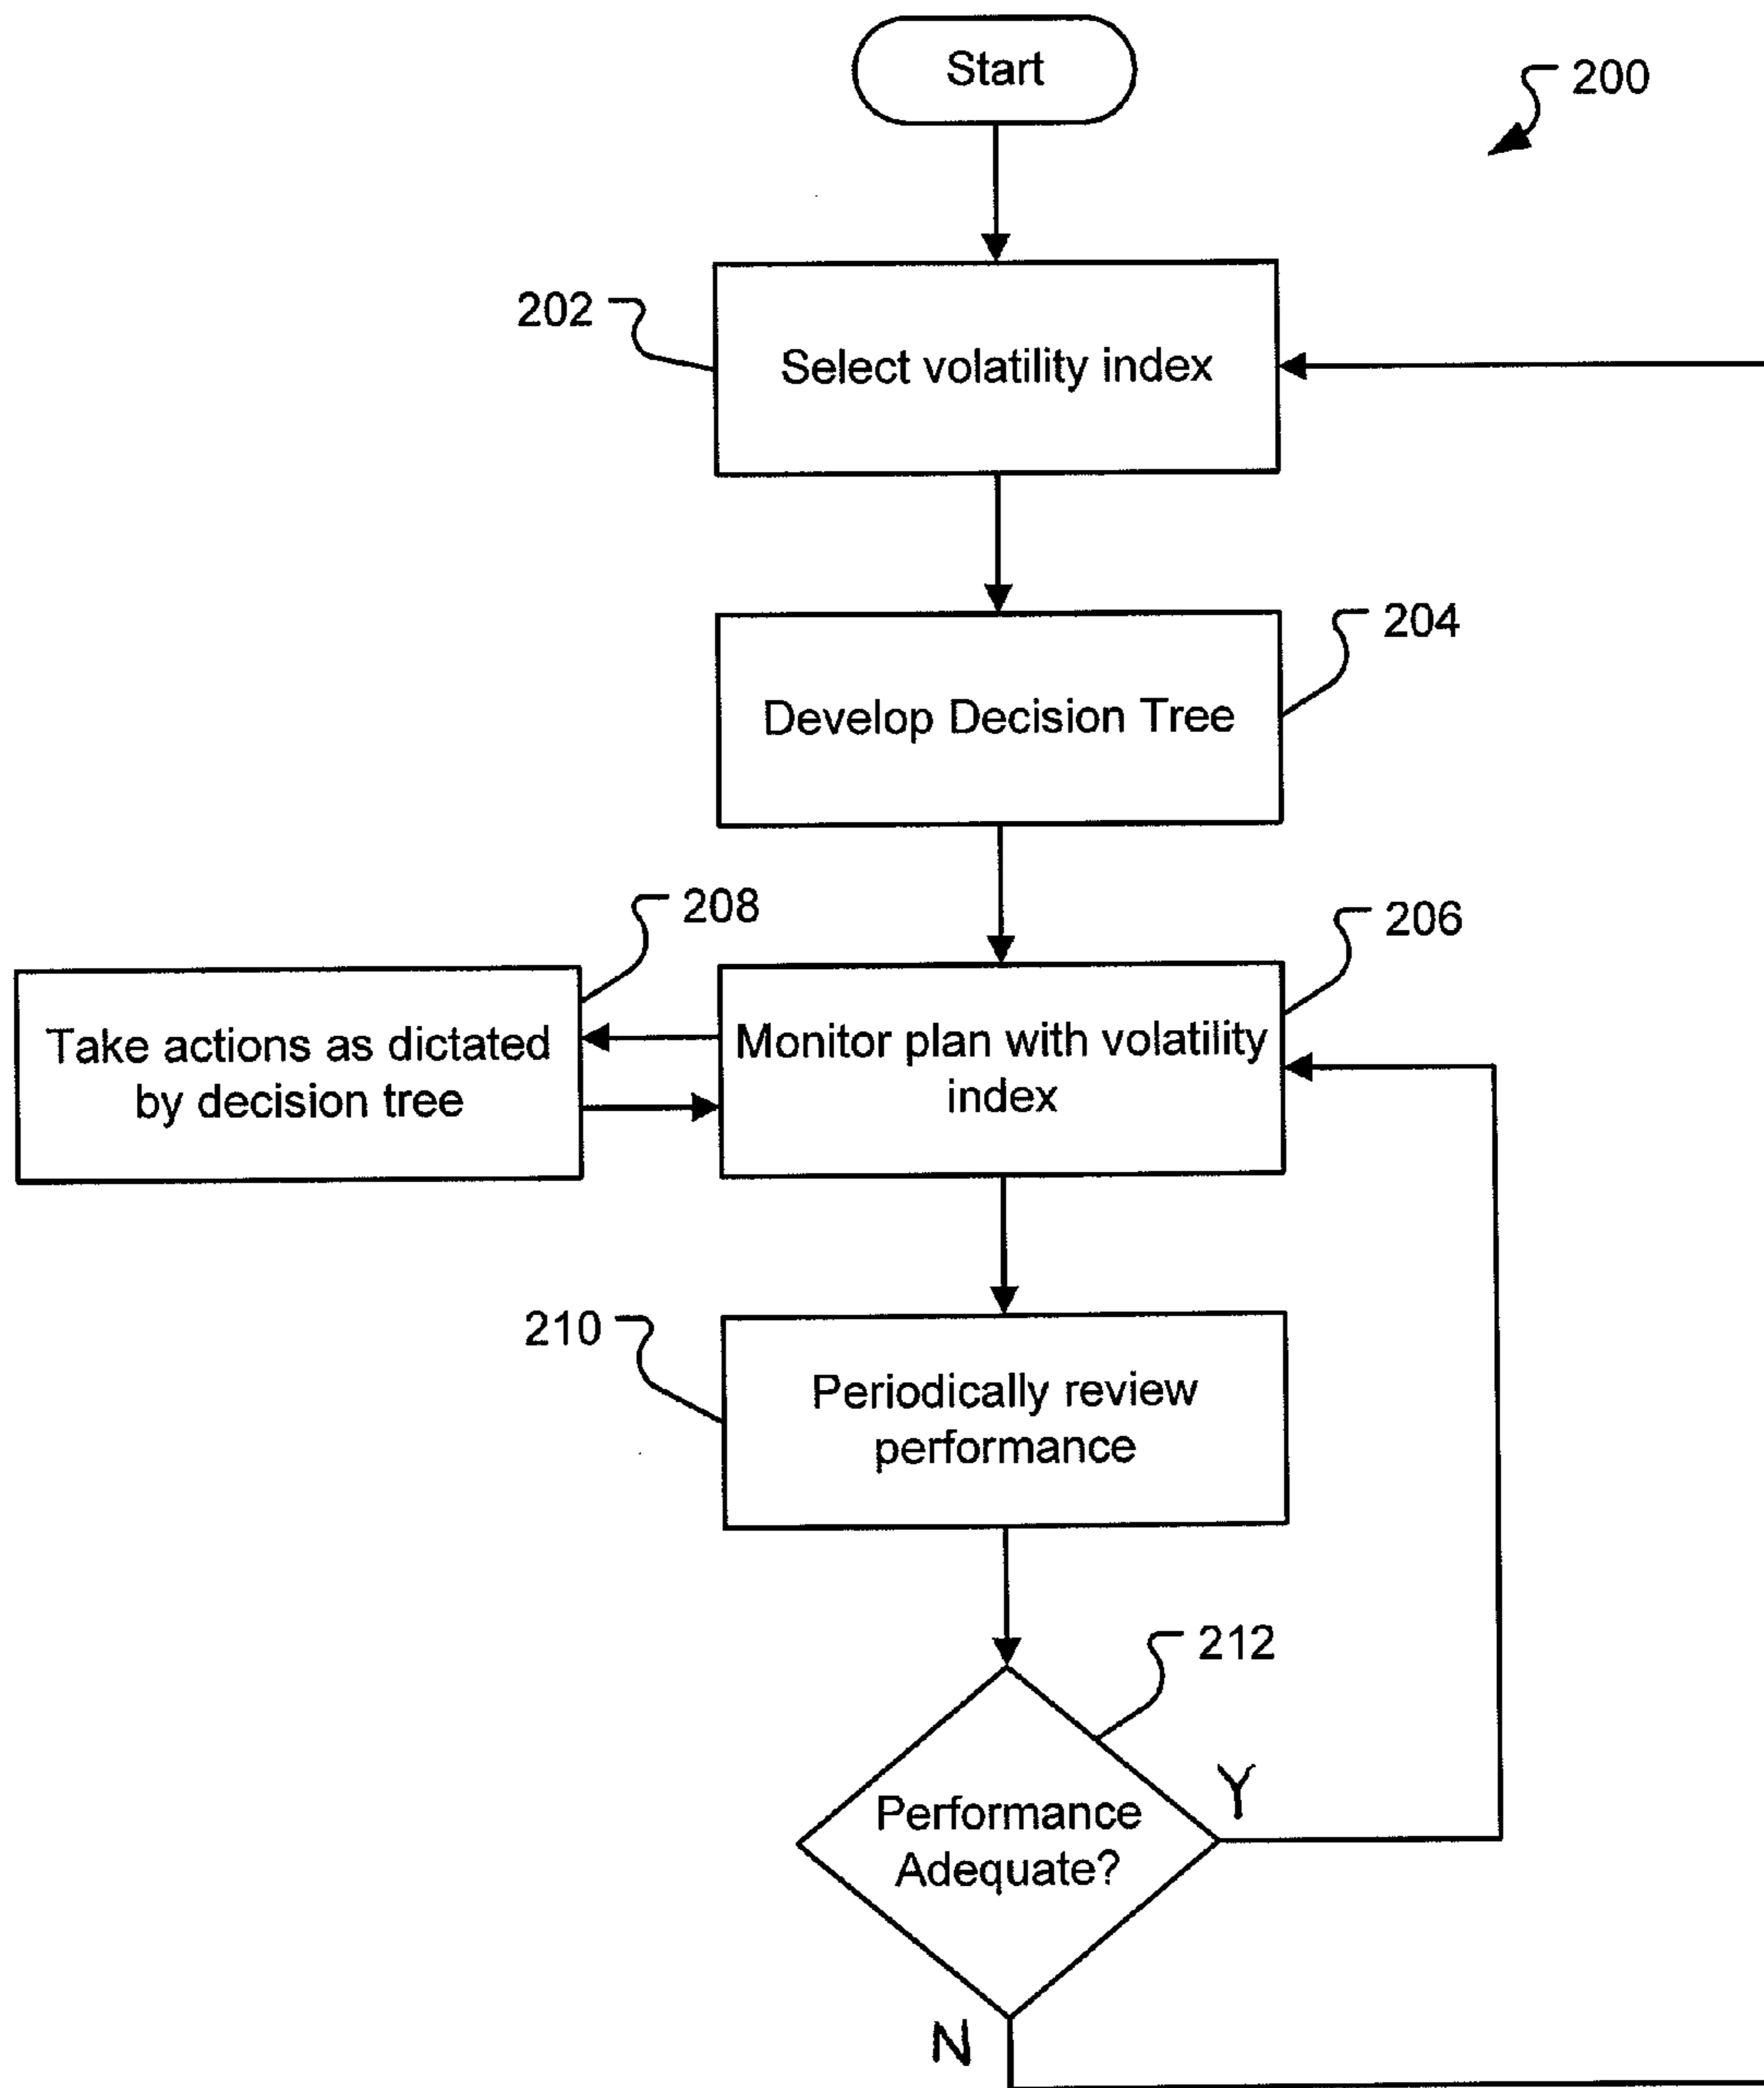 Start
200
202
Select volatility index
204
Develop Decision Tree
208
206
Take actions as dictated
by decision tree
Monitor plan with volatility
index
210
Periodically review
performance
212
Performance
Adequate?
Y
N